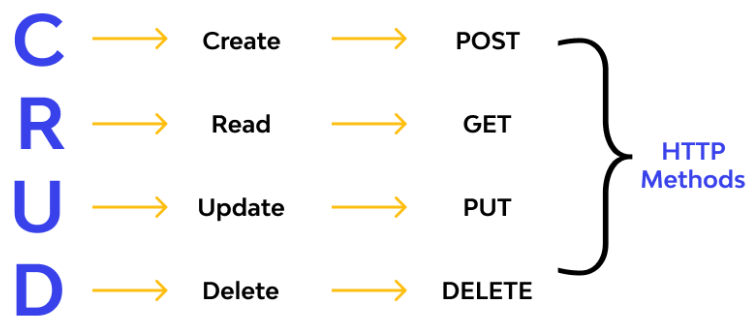 C Create POST
R Read GET
U Update PUT
D Delete DELETE
HTTP
Methods